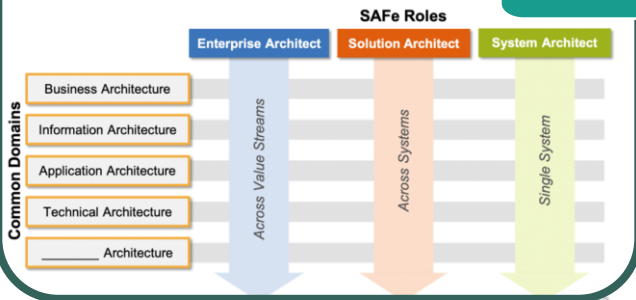 SAFe Roles
Enterprise Architect
Solution Architect
System Architect
Common Domains
Business Architecture
Information Architecture
Application Architecture
Technical Architecture
________ Architecture
Across Value Streams
Across Systems
Single System